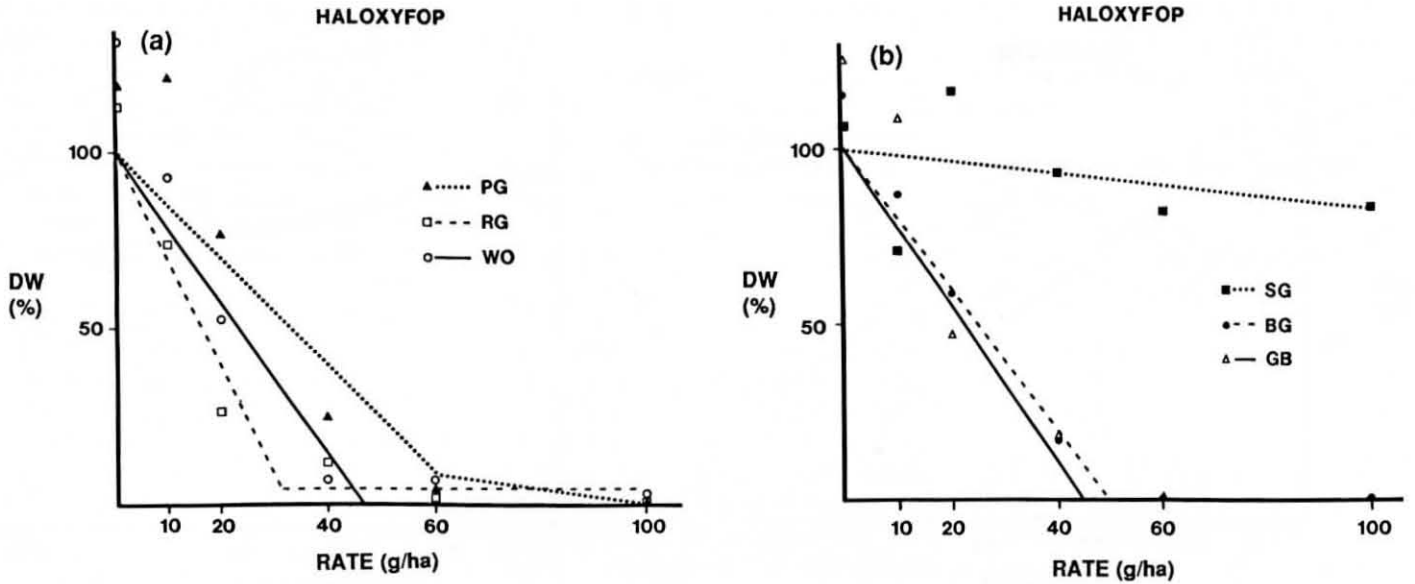 HALOXYFOP
(a)
100
50
DW
(%)
PG
RG
WO
10 20 40 60 100
RATE (g/ha)
HALOXYFOP
(b)
100
50
DW
(%)
SG
BG
GB
10 20 40 60 100
RATE (g/ha)